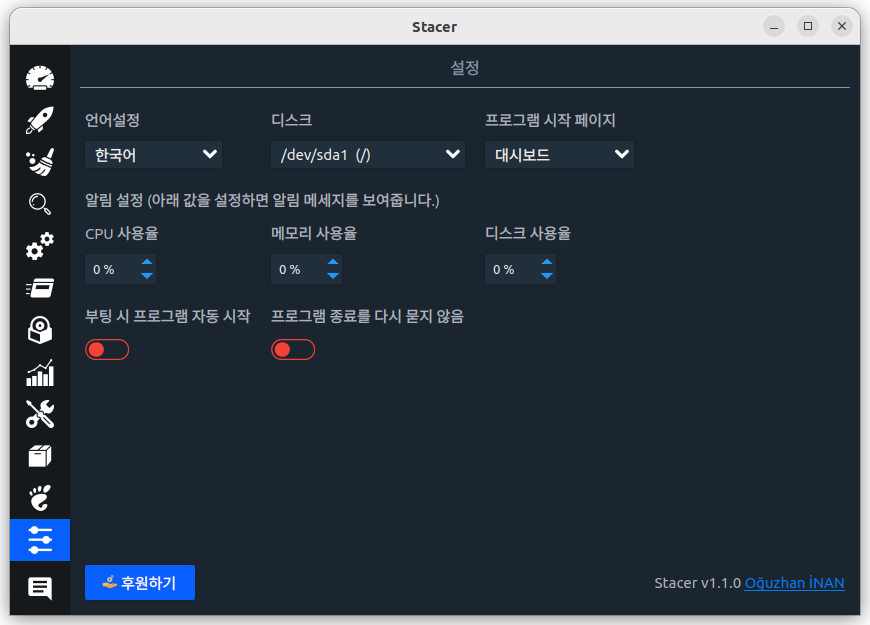 Stacer
설정
언어설정 디스크 프로그램 시작 페이지
한국어 /dev/sda1 (/) 대시보드
알림 설정 (아래 값을 설정하면 알림 메세지를 보여줍니다.)
CPU 사용율 메모리 사용율 디스크 사용율
0 % 0 % 0 %
부팅 시 프로그램 자동 시작 프로그램 종료를 다시 묻지 않음
후원하기 Stacer v1.1.0 Oğuzhan İNAN